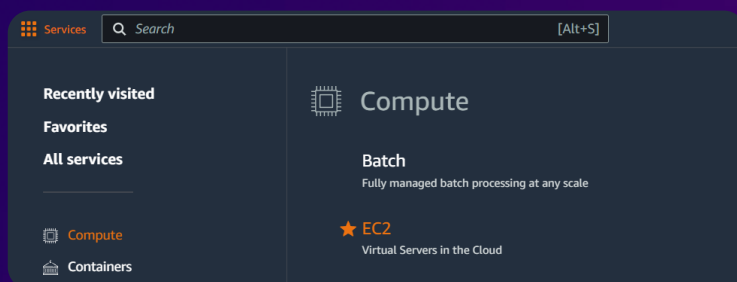 Services
Search [Alt+S]
Recently visited
Favorites
All services
Compute
Containers
Compute
Batch
Fully managed batch processing at any scale
EC2
Virtual Servers in the Cloud